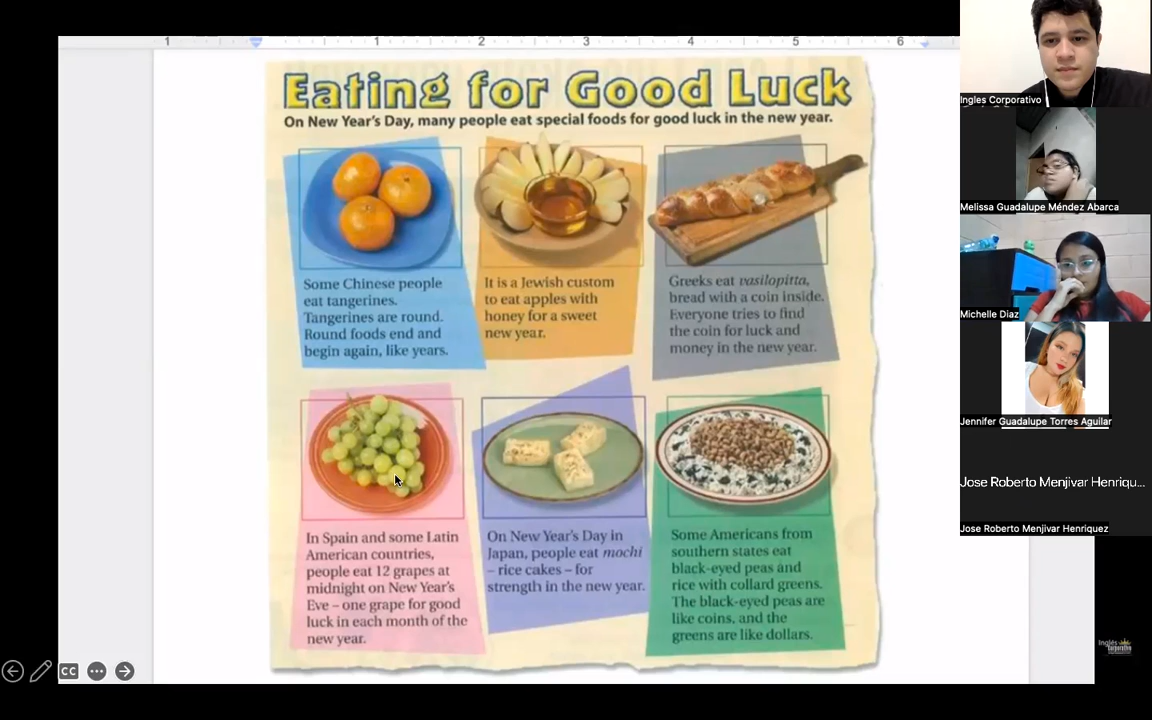 1 1 2 3 4 5 6
Eating for Good Luck
On New Year's Day, many people eat special foods for good luck in the new year.
Some Chinese people
eat tangerines.
Tangerines are round.
Round foods end and
begin again, like years.
It is a Jewish custom
to eat apples with
honey for a sweet
new year.
Greeks eat vasilopitta,
bread with a coin inside.
Everyone tries to find
the coin for luck and
money in the new year.
In Spain and some Latin
American countries,
people eat 12 grapes at
midnight on New Year's
Eve – one grape for good
luck in each month of the
new year.
On New Year's Day in
Japan, people eat mochi
– rice cakes – for
strength in the new year.
Some Americans from
southern states eat
black-eyed peas and
rice with collard greens.
The black-eyed peas are
like coins, and the
greens are like dollars.
Ingles Corporativo
Melissa Guadalupe Méndez Abarca
Michelle Diaz
Jennifer Guadalupe Torres Aguilar
Jose Roberto Menjivar Henriqu...
Jose Roberto Menjivar Henriquez
CC
Inglés
Corporativo